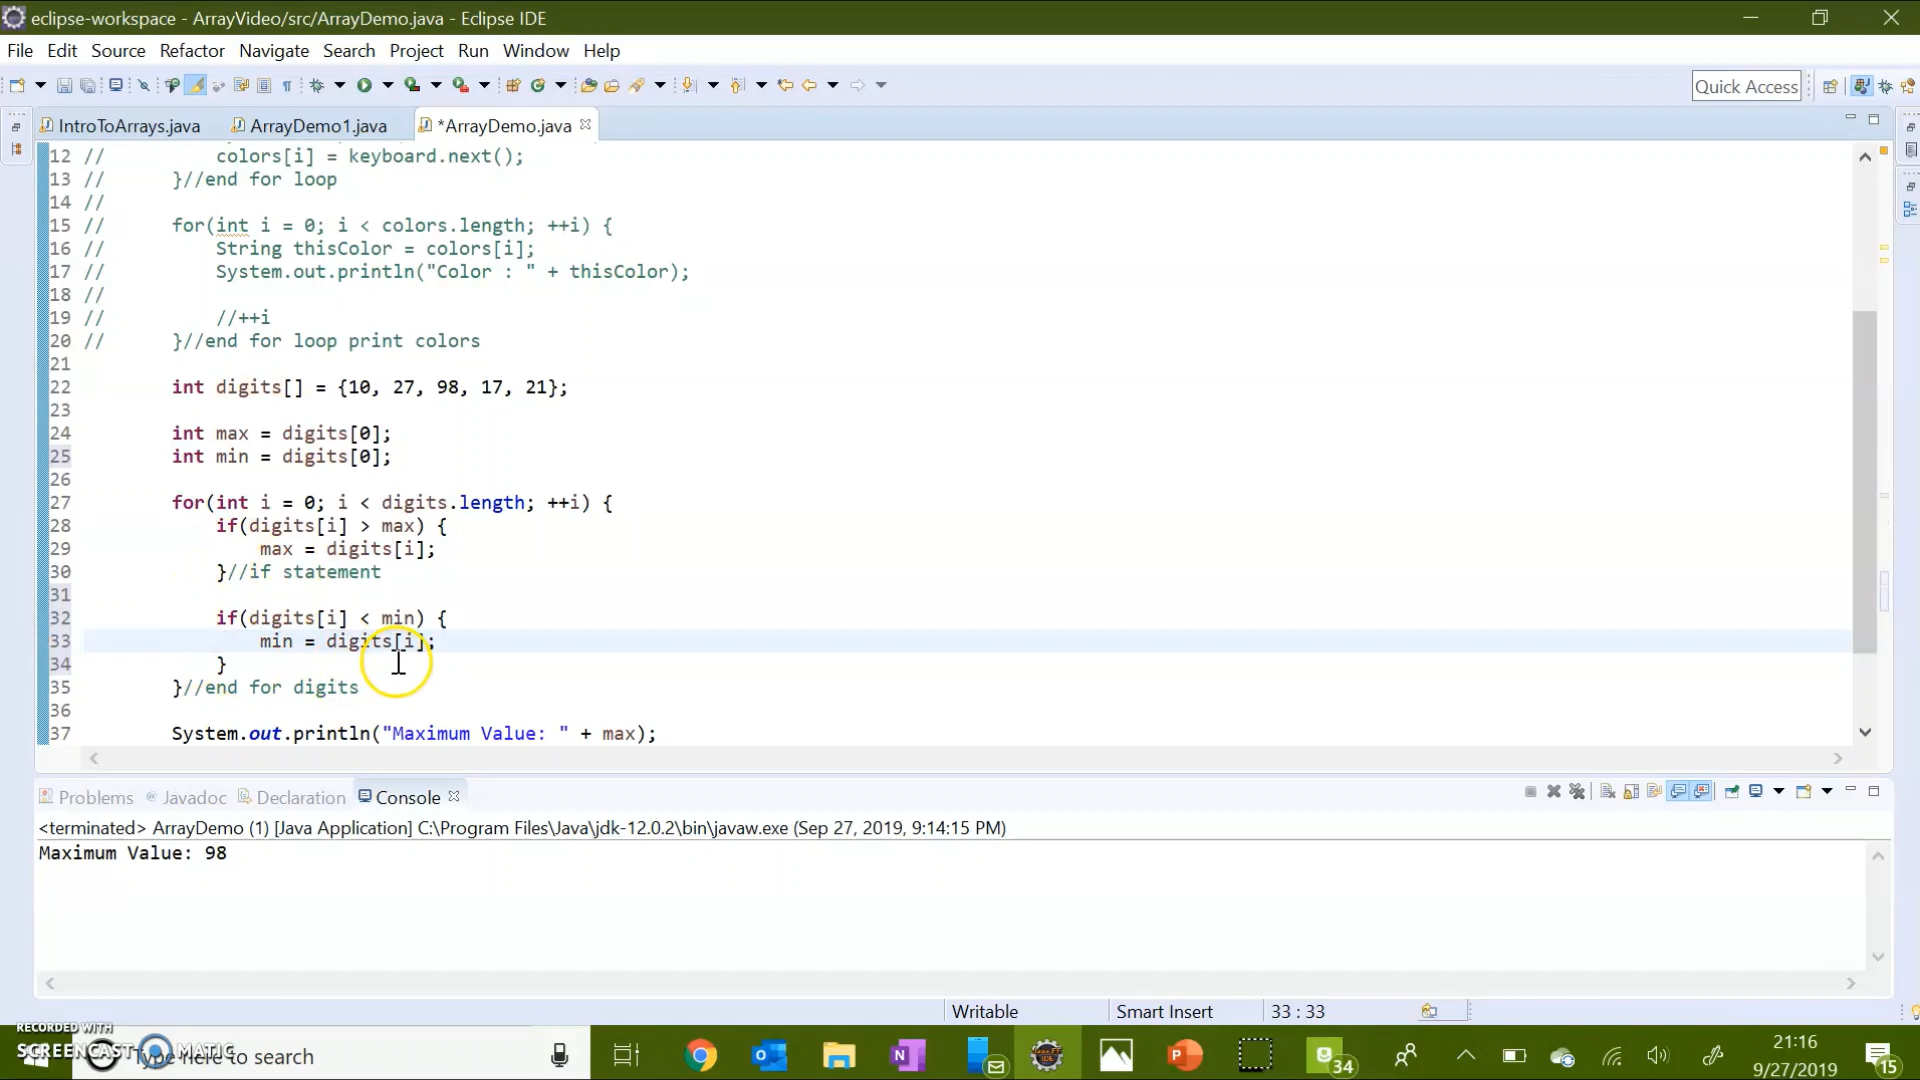 eclipse-workspace - ArrayVideo/src/ArrayDemo.java - Eclipse IDE
File Edit Source Refactor Navigate Search Project Run Window Help
Quick Access
IntroToArrays.java ArrayDemo1.java *ArrayDemo.java
12 // colors[i] = keyboard.next();
13 // }//end for loop
14 //
15 // for(int i = 0; i < colors.length; ++i) {
16 // String thisColor = colors[i];
17 // System.out.println("Color : " + thisColor);
18 //
19 // //++i
20 // }//end for loop print colors
21
22 int digits[] = {10, 27, 98, 17, 21};
23
24 int max = digits[0];
25 int min = digits[0];
26
27 for(int i = 0; i < digits.length; ++i) {
28 if(digits[i] > max) {
29 max = digits[i];
30 }//if statement
31
32 if(digits[i] < min) {
33 min = digits[i];
34 }
35 }//end for digits
36
37 System.out.println("Maximum Value: " + max);
Problems Javadoc Declaration Console
<terminated> ArrayDemo (1) [Java Application] C:\Program Files\Java\jdk-12.0.2\bin\javaw.exe (Sep 27, 2019, 9:14:15 PM)
Maximum Value: 98
Writable Smart Insert 33 : 33
RECORDED WITH
SCREENCAST MATIC
Type here to search
34
21:16
9/27/2019
15